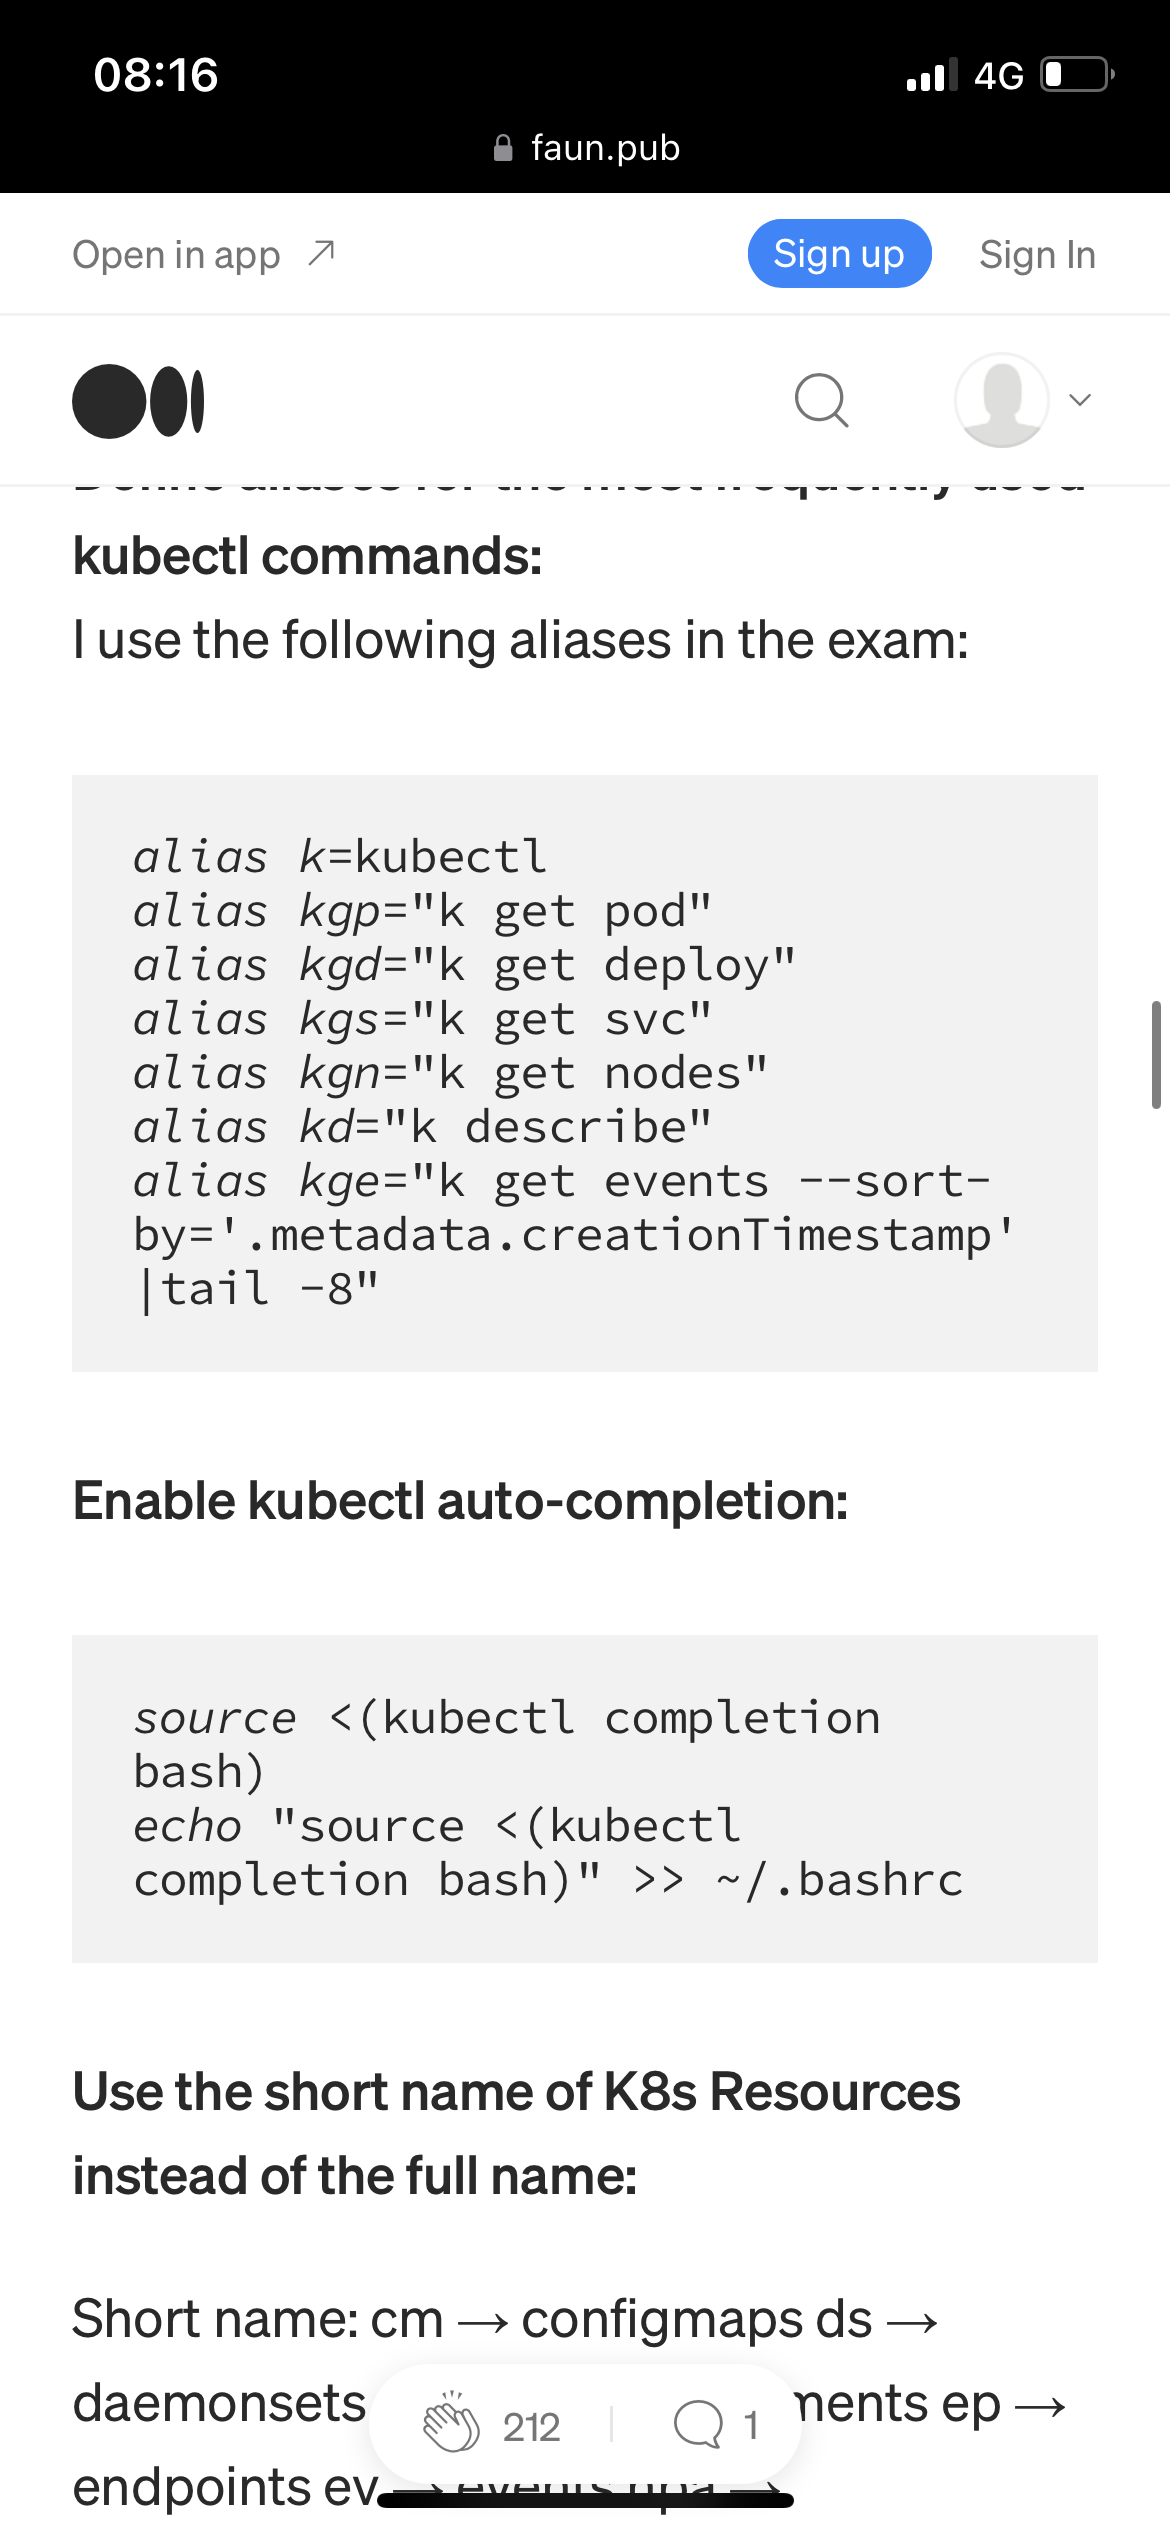 08:16
4G
faun.pub
Open in app
Sign up
Sign In
kubectl commands:
I use the following aliases in the exam:
alias k=kubectl
alias kgp="k get pod"
alias kgd="k get deploy"
alias kgs="k get svc"
alias kgn="k get nodes"
alias kd="k describe"
alias kge="k get events --sort-
by='.metadata.creationTimestamp'
|tail -8"
Enable kubectl auto-completion:
source <(kubectl completion
bash)
echo "source <(kubectl
completion bash)" >> ~/.bashrc
Use the short name of K8s Resources
instead of the full name:
Short name: cm → configmaps ds →
daemonsets ments ep →
212
1
endpoints ev → events hpa →